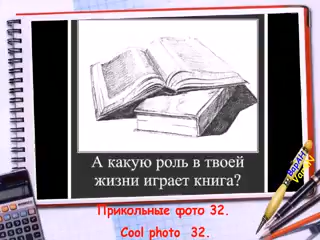 А какую роль в твоей
жизни играет книга?
Прикольные фото 32.
Cool photo 32.